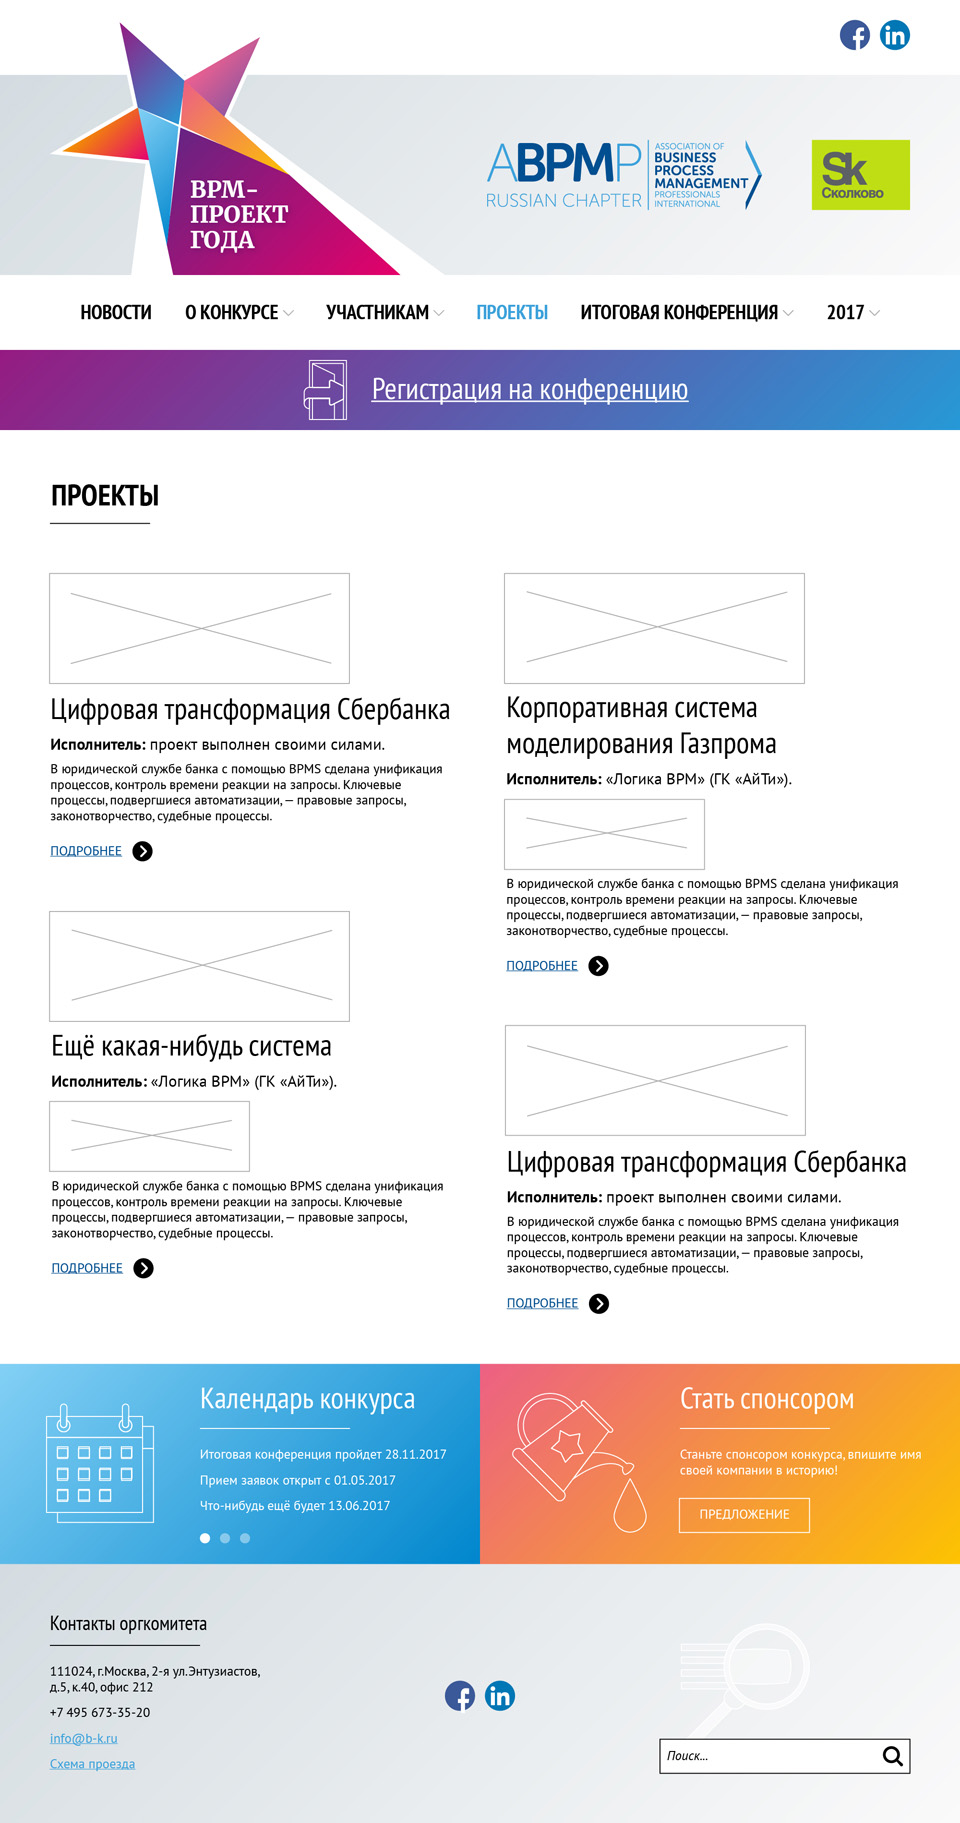 BPM–
ПРОЕКТ
ГОДА
ABPMP
RUSSIAN CHAPTER
ASSOCIATION OF
BUSINESS
PROCESS
MANAGEMENT
PROFESSIONALS
INTERNATIONAL
Sk
Сколково
НОВОСТИ О КОНКУРСЕ УЧАСТНИКАМ ПРОЕКТЫ ИТОГОВАЯ КОНФЕРЕНЦИЯ 2017
Регистрация на конференцию
ПРОЕКТЫ
Цифровая трансформация Сбербанка
Исполнитель: проект выполнен своими силами.
В юридической службе банка с помощью BPMS сделана унификация
процессов, контроль времени реакции на запросы. Ключевые
процессы, подвергшиеся автоматизации, — правовые запросы,
законотворчество, судебные процессы.
ПОДРОБНЕЕ
Корпоративная система
моделирования Газпрома
Исполнитель: «Логика BPM» (ГК «АйТи»).
В юридической службе банка с помощью BPMS сделана унификация
процессов, контроль времени реакции на запросы. Ключевые
процессы, подвергшиеся автоматизации, — правовые запросы,
законотворчество, судебные процессы.
ПОДРОБНЕЕ
Ещё какая-нибудь система
Исполнитель: «Логика BPM» (ГК «АйТи»).
В юридической службе банка с помощью BPMS сделана унификация
процессов, контроль времени реакции на запросы. Ключевые
процессы, подвергшиеся автоматизации, — правовые запросы,
законотворчество, судебные процессы.
ПОДРОБНЕЕ
Цифровая трансформация Сбербанка
Исполнитель: проект выполнен своими силами.
В юридической службе банка с помощью BPMS сделана унификация
процессов, контроль времени реакции на запросы. Ключевые
процессы, подвергшиеся автоматизации, — правовые запросы,
законотворчество, судебные процессы.
ПОДРОБНЕЕ
Календарь конкурса
Итоговая конференция пройдет 28.11.2017
Прием заявок открыт с 01.05.2017
Что-нибудь ещё будет 13.06.2017
Стать спонсором
Станьте спонсором конкурса, впишите имя
своей компании в историю!
ПРЕДЛОЖЕНИЕ
Контакты оргкомитета
111024, г.Москва, 2-я ул.Энтузиастов,
д.5, к.40, офис 212
+7 495 673-35-20
info@b-k.ru
Схема проезда
Поиск...